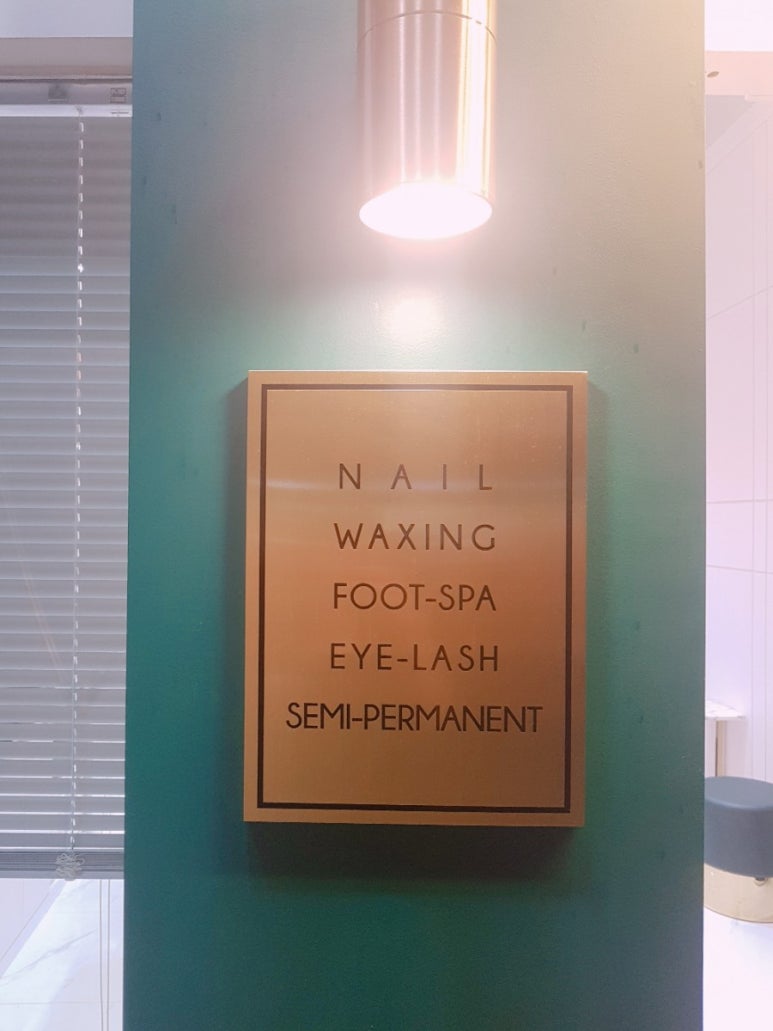 NAIL
WAXING
FOOT-SPA
EYE-LASH
SEMI-PERMANENT